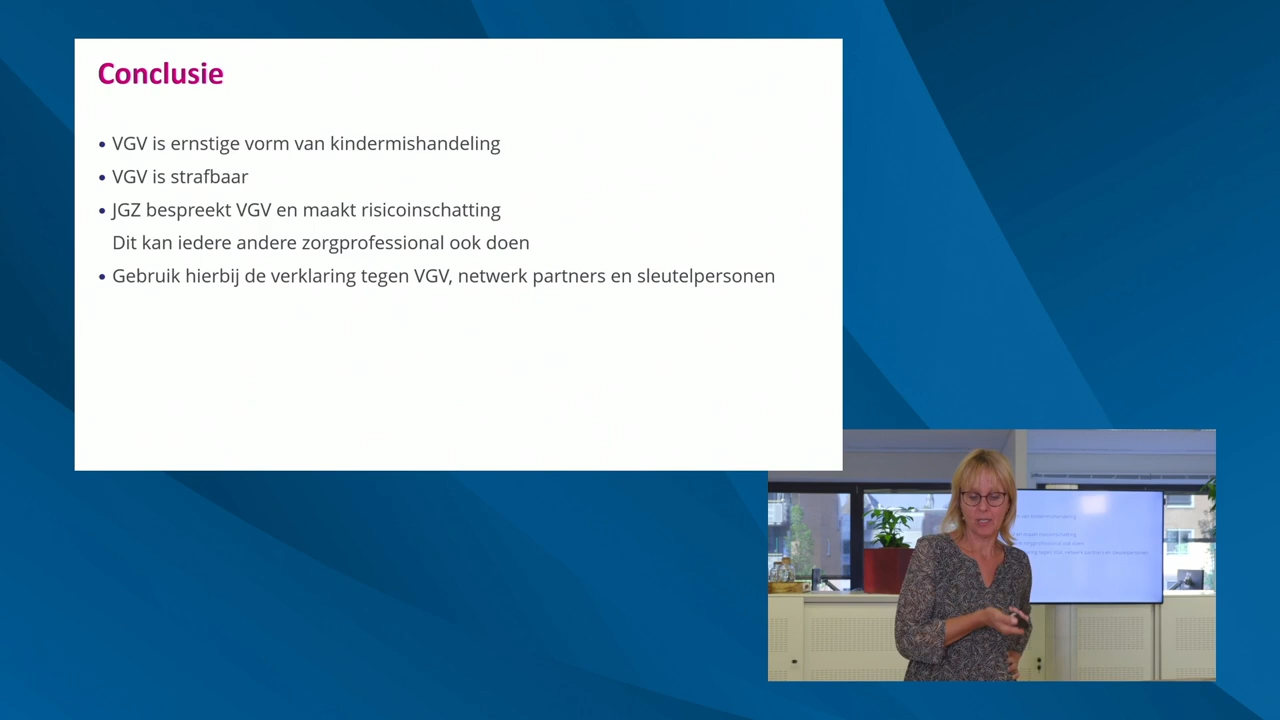 Conclusie
• VGV is ernstige vorm van kindermishandeling
• VGV is strafbaar
• JGZ bespreekt VGV en maakt risicoinschatting
Dit kan iedere andere zorgprofessional ook doen
• Gebruik hierbij de verklaring tegen VGV, netwerk partners en sleutelpersonen